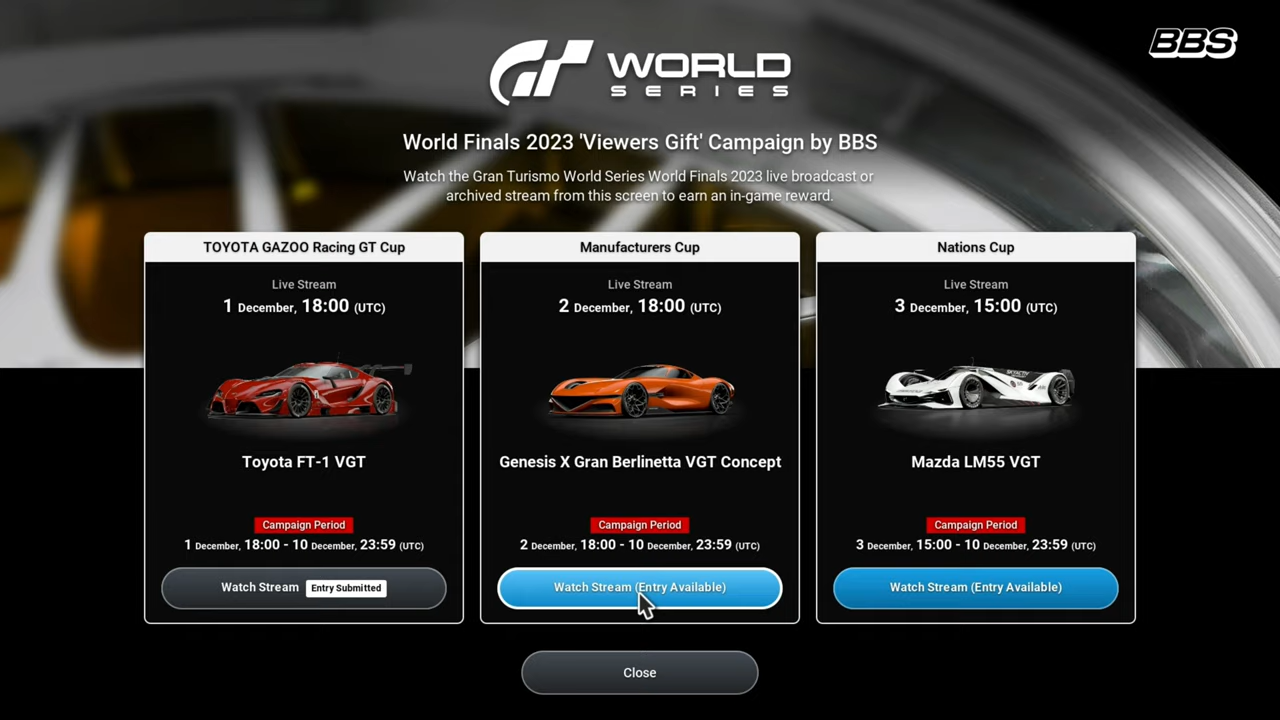 BBS
GT WORLD
SERIES
World Finals 2023 'Viewers Gift' Campaign by BBS
Watch the Gran Turismo World Series World Finals 2023 live broadcast or
archived stream from this screen to earn an in-game reward.
TOYOTA GAZOO Racing GT Cup
Live Stream
1 December, 18:00 (UTC)
Toyota FT-1 VGT
Campaign Period
1 December, 18:00 - 10 December, 23:59 (UTC)
Watch Stream Entry Submitted
Manufacturers Cup
Live Stream
2 December, 18:00 (UTC)
Genesis X Gran Berlinetta VGT Concept
Campaign Period
2 December, 18:00 - 10 December, 23:59 (UTC)
Watch Stream (Entry Available)
Nations Cup
Live Stream
3 December, 15:00 (UTC)
Mazda LM55 VGT
Campaign Period
3 December, 15:00 - 10 December, 23:59 (UTC)
Watch Stream (Entry Available)
Close